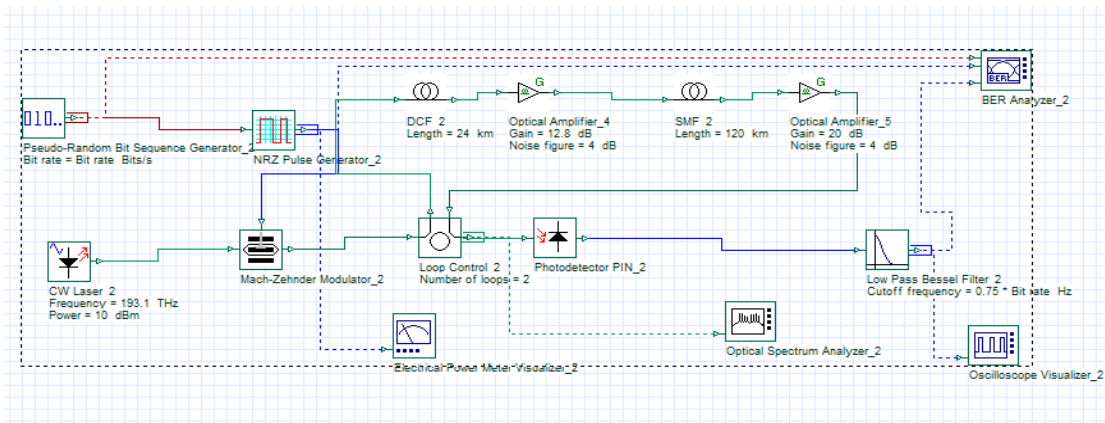 BER
BER Analyzer_2
G
G
DCF_2
Length = 24 km
Optical Amplifier_4
Gain = 12.8 dB
Noise figure = 4 dB
SMF_2
Length = 120 km
Optical Amplifier_5
Gain = 20 dB
Noise figure = 4 dB
010..
Pseudo-Random Bit Sequence Generator_2
Bit rate = Bit rate Bits/s
NRZ Pulse Generator_2
CW Laser_2
Frequency = 193.1 THz
Power = 10 dBm
Mach-Zehnder Modulator_2
Loop Control_2
Number of loops = 2
Photodetector PIN_2
Low Pass Bessel Filter_2
Cutoff frequency = 0.75 * Bit rate Hz
Electrical Power Meter Visualizer_2
Optical Spectrum Analyzer_2
Oscilloscope Visualizer_2